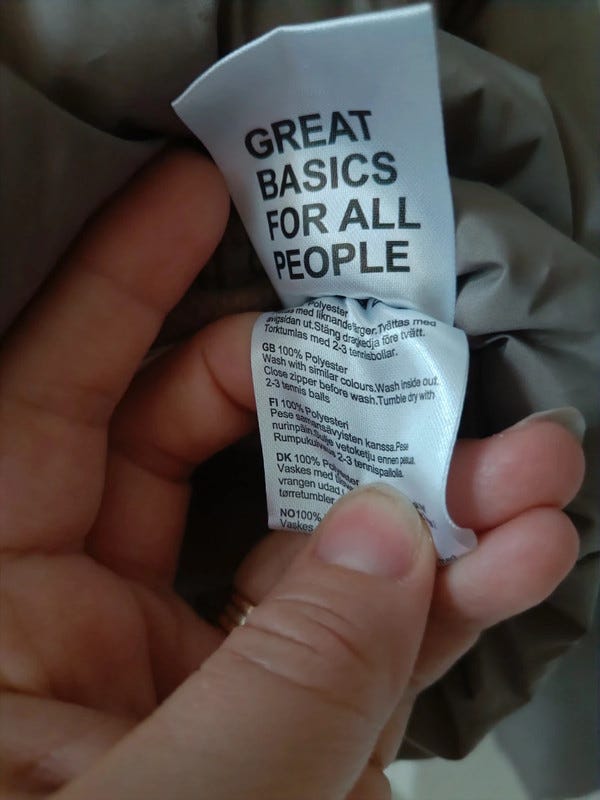 GREAT
BASICS
FOR ALL
PEOPLE
Polyester
med liknande färger. Tvättas med
avigsidan ut.Stäng dragkedja före tvätt.
Torktumlas med 2-3 tennisbollar.
GB 100% Polyester
Wash with similar colours.Wash inside out.
Close zipper before wash.Tumble dry with
2-3 tennis balls
FI 100% Polyesteri
Pese samansävyisten kanssa.Pese
nurinpäin.Sulje vetoketju ennen pesua.
Rumpukuivaus 2-3 tennispallolla.
DK 100% Polyester
Vaskes med
vrangen udad
tørretumbler
NO100%
Vaskes